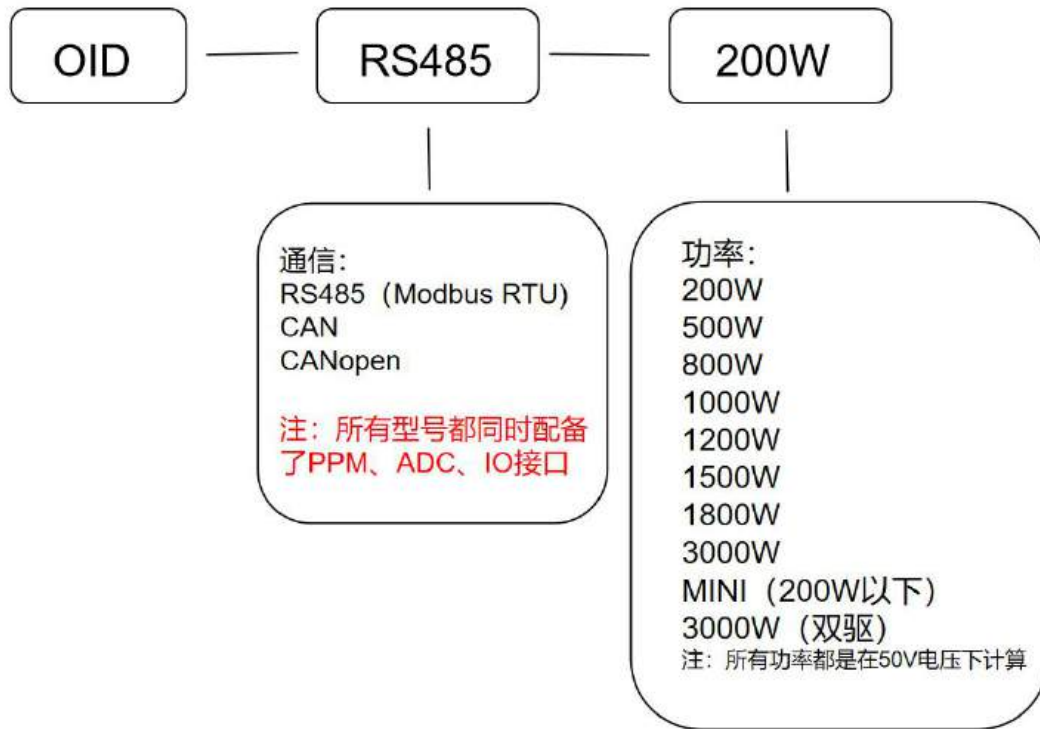 OID
RS485
200W
通信:
RS485（Modbus RTU)
CAN
CANopen
注：所有型号都同时配备
了PPM、ADC、IO接口
功率:
200W
500W
800W
1000W
1200W
1500W
1800W
3000W
MINI（200W以下）
3000W（双驱）
注：所有功率都是在50V电压下计算